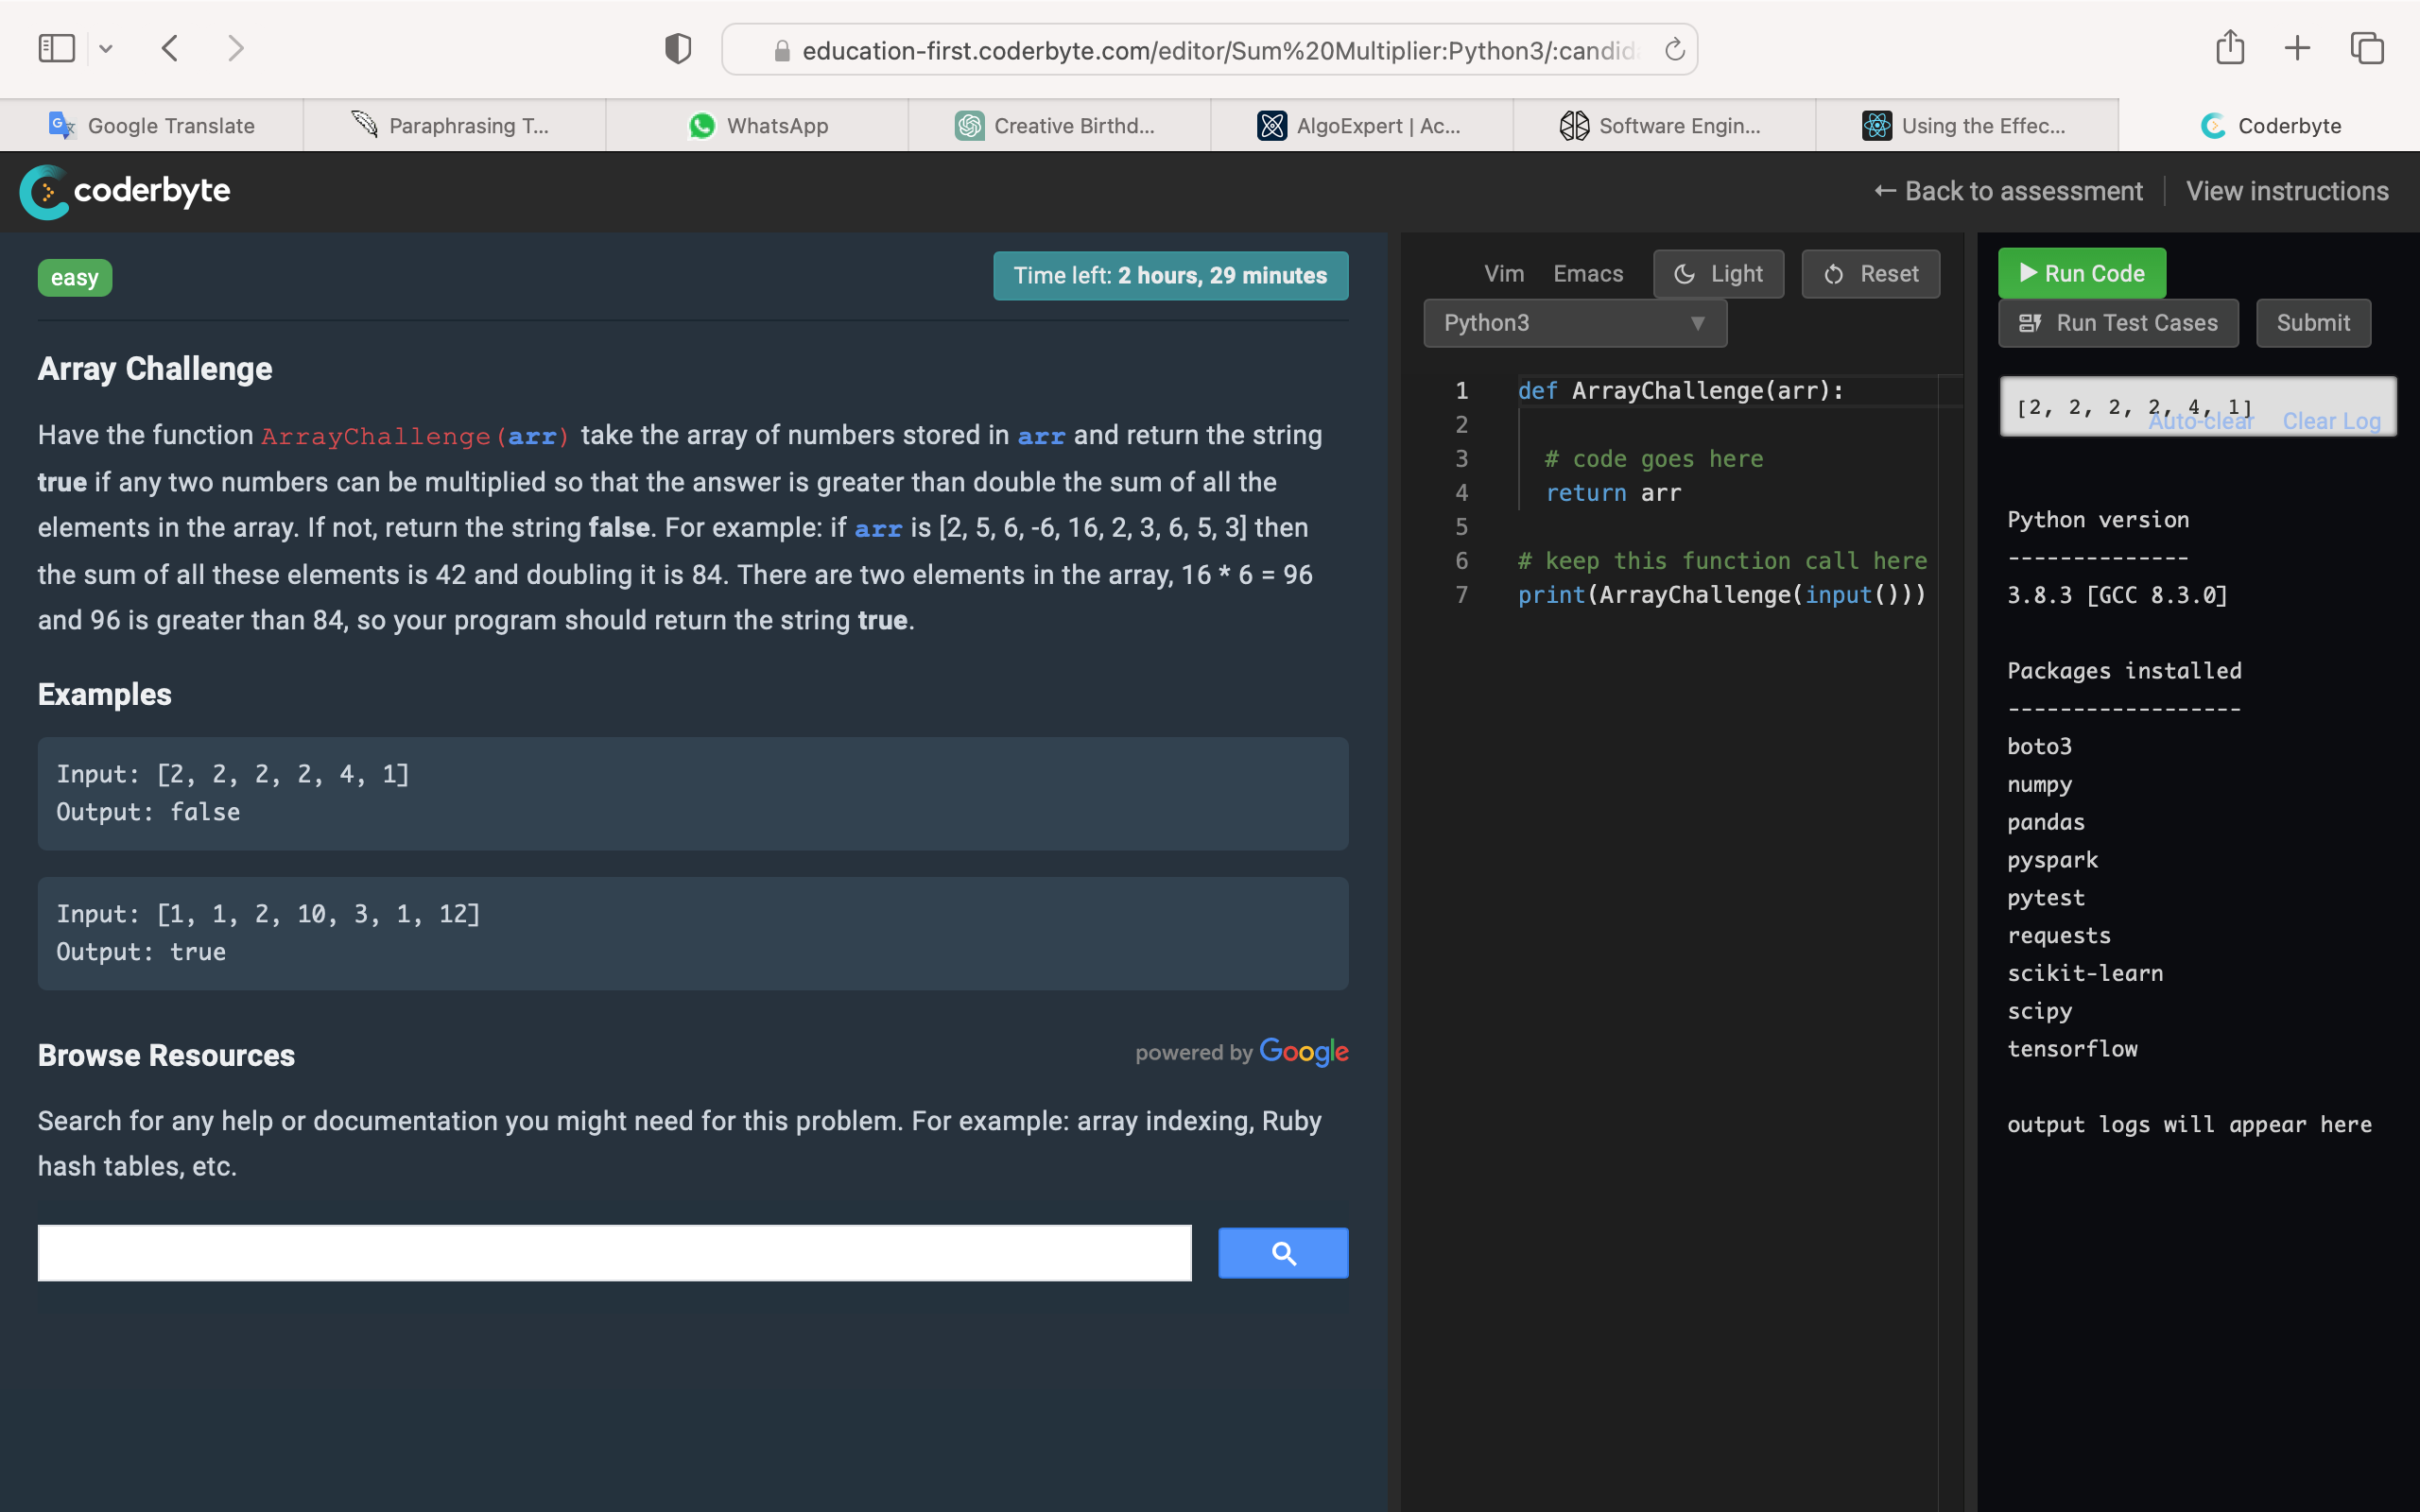 education-first.coderbyte.com/editor/Sum%20Multiplier:Python3/:candid
Google Translate
Paraphrasing T...
WhatsApp
Creative Birthd...
AlgoExpert | Ac...
Software Engin...
Using the Effec...
Coderbyte
coderbyte
← Back to assessment
View instructions
easy
Time left: 2 hours, 29 minutes
Array Challenge
Have the function ArrayChallenge(arr) take the array of numbers stored in arr and return the string
true if any two numbers can be multiplied so that the answer is greater than double the sum of all the
elements in the array. If not, return the string false. For example: if arr is [2, 5, 6, -6, 16, 2, 3, 6, 5, 3] then
the sum of all these elements is 42 and doubling it is 84. There are two elements in the array, 16 * 6 = 96
and 96 is greater than 84, so your program should return the string true.
Examples
Input: [2, 2, 2, 2, 4, 1]
Output: false
Input: [1, 1, 2, 10, 3, 1, 12]
Output: true
Browse Resources
powered by Google
Search for any help or documentation you might need for this problem. For example: array indexing, Ruby
hash tables, etc.
Vim
Emacs
Light
Reset
Python3
1 def ArrayChallenge(arr):
2
3 # code goes here
4 return arr
5
6 # keep this function call here
7 print(ArrayChallenge(input()))
Run Code
Run Test Cases
Submit
[2, 2, 2, 2, 4, 1]
Auto-clear
Clear Log
Python version
--------------
3.8.3 [GCC 8.3.0]
Packages installed
------------------
boto3
numpy
pandas
pyspark
pytest
requests
scikit-learn
scipy
tensorflow
output logs will appear here